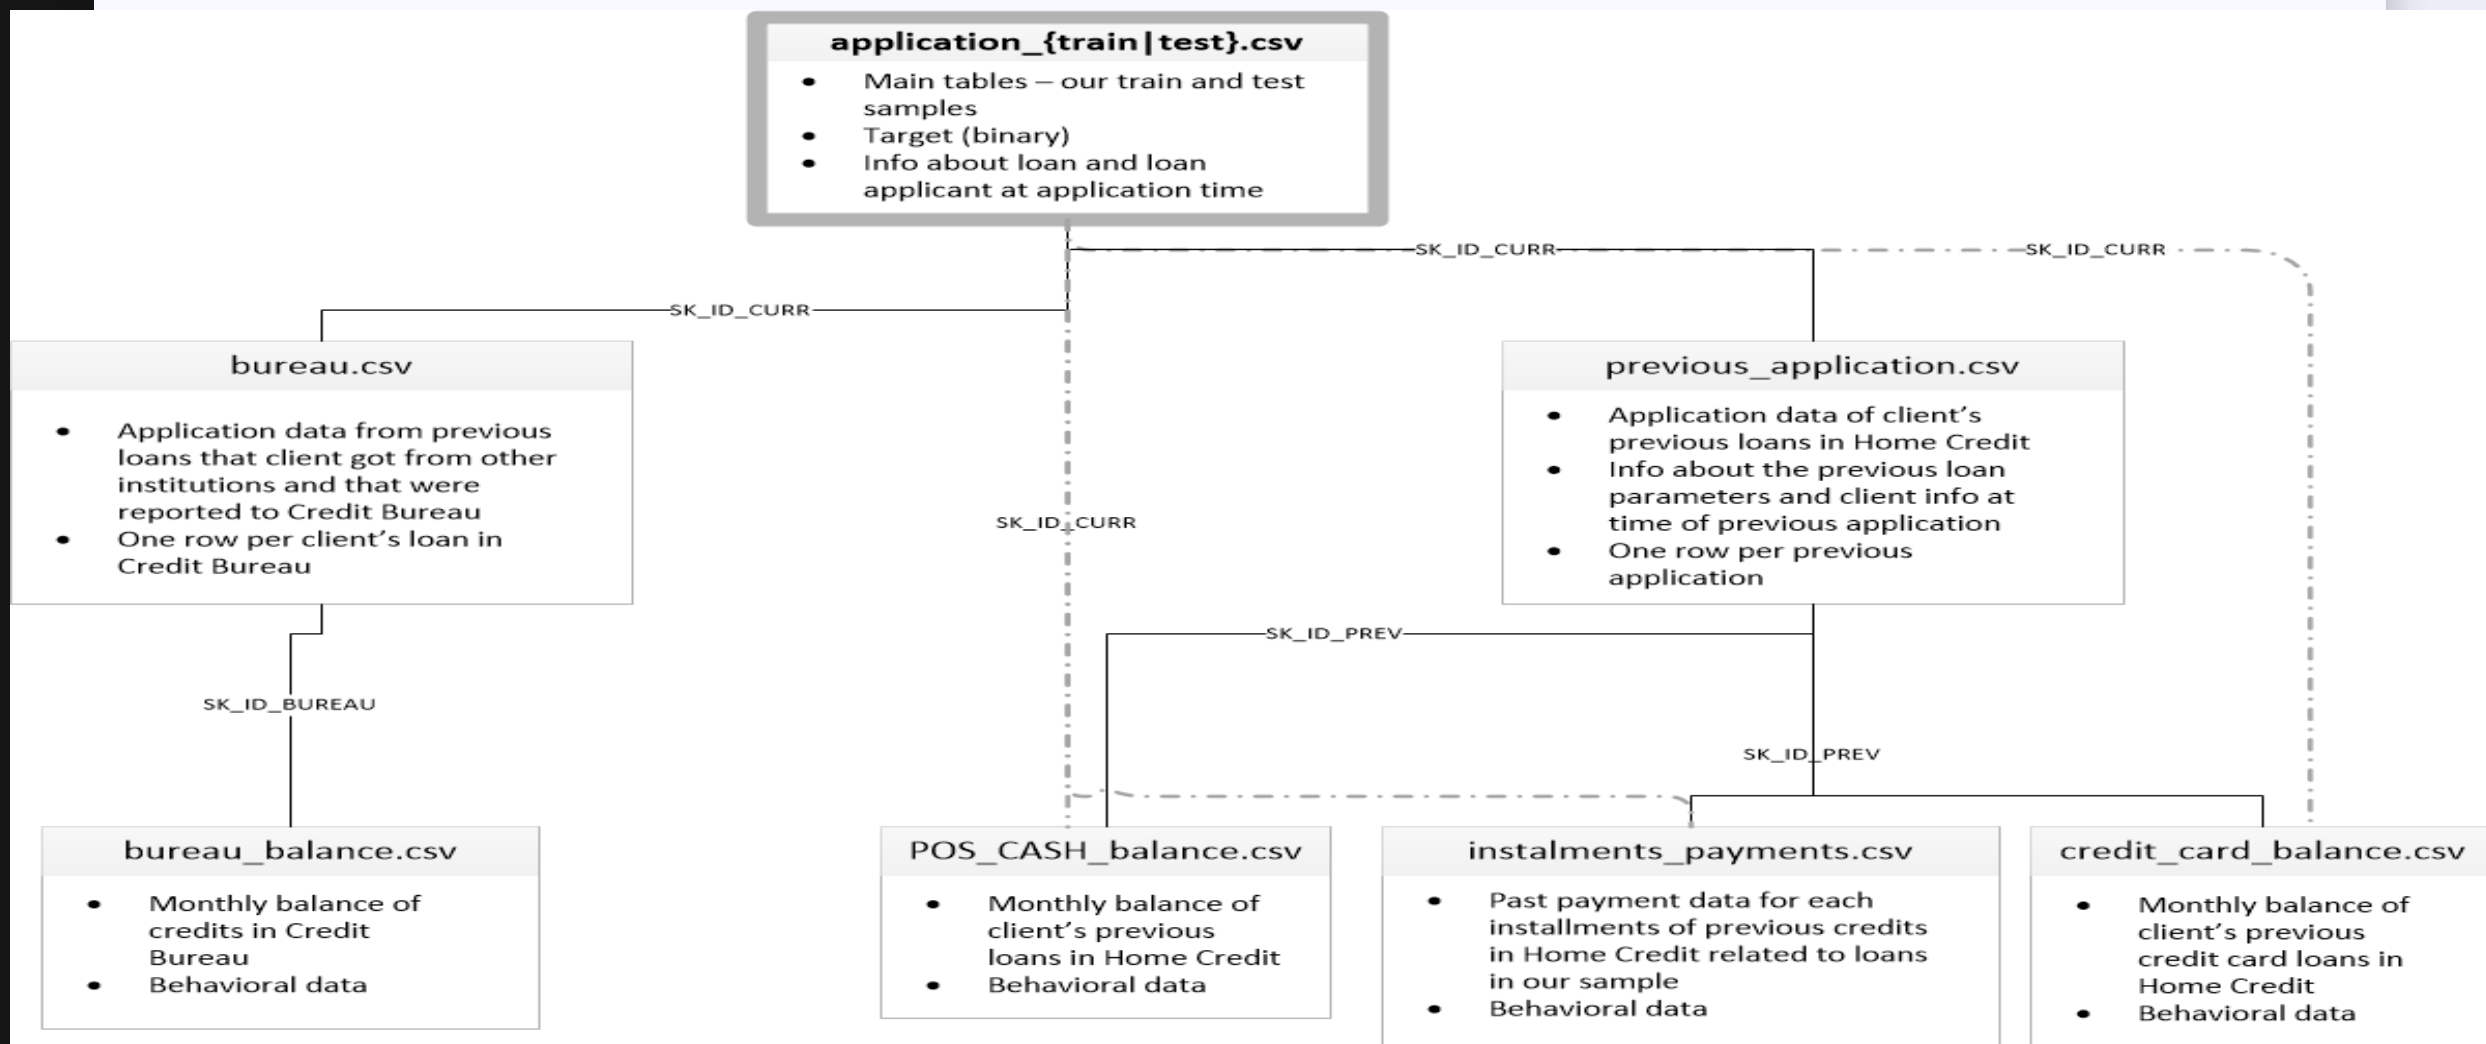 application_{train|test}.csv
• Main tables – our train and test
samples
• Target (binary)
• Info about loan and loan
applicant at application time
SK_ID_CURR
SK_ID_CURR
SK_ID_CURR
bureau.csv
• Application data from previous
loans that client got from other
institutions and that were
reported to Credit Bureau
• One row per client’s loan in
Credit Bureau
previous_application.csv
• Application data of client’s
previous loans in Home Credit
• Info about the previous loan
parameters and client info at
time of previous application
• One row per previous
application
SK_ID_CURR
SK_ID_PREV
SK_ID_BUREAU
SK_ID_PREV
bureau_balance.csv
• Monthly balance of
credits in Credit
Bureau
• Behavioral data
POS_CASH_balance.csv
• Monthly balance of
client’s previous
loans in Home Credit
• Behavioral data
instalments_payments.csv
• Past payment data for each
installments of previous credits
in Home Credit related to loans
in our sample
• Behavioral data
credit_card_balance.csv
• Monthly balance of
client’s previous
credit card loans in
Home Credit
• Behavioral data